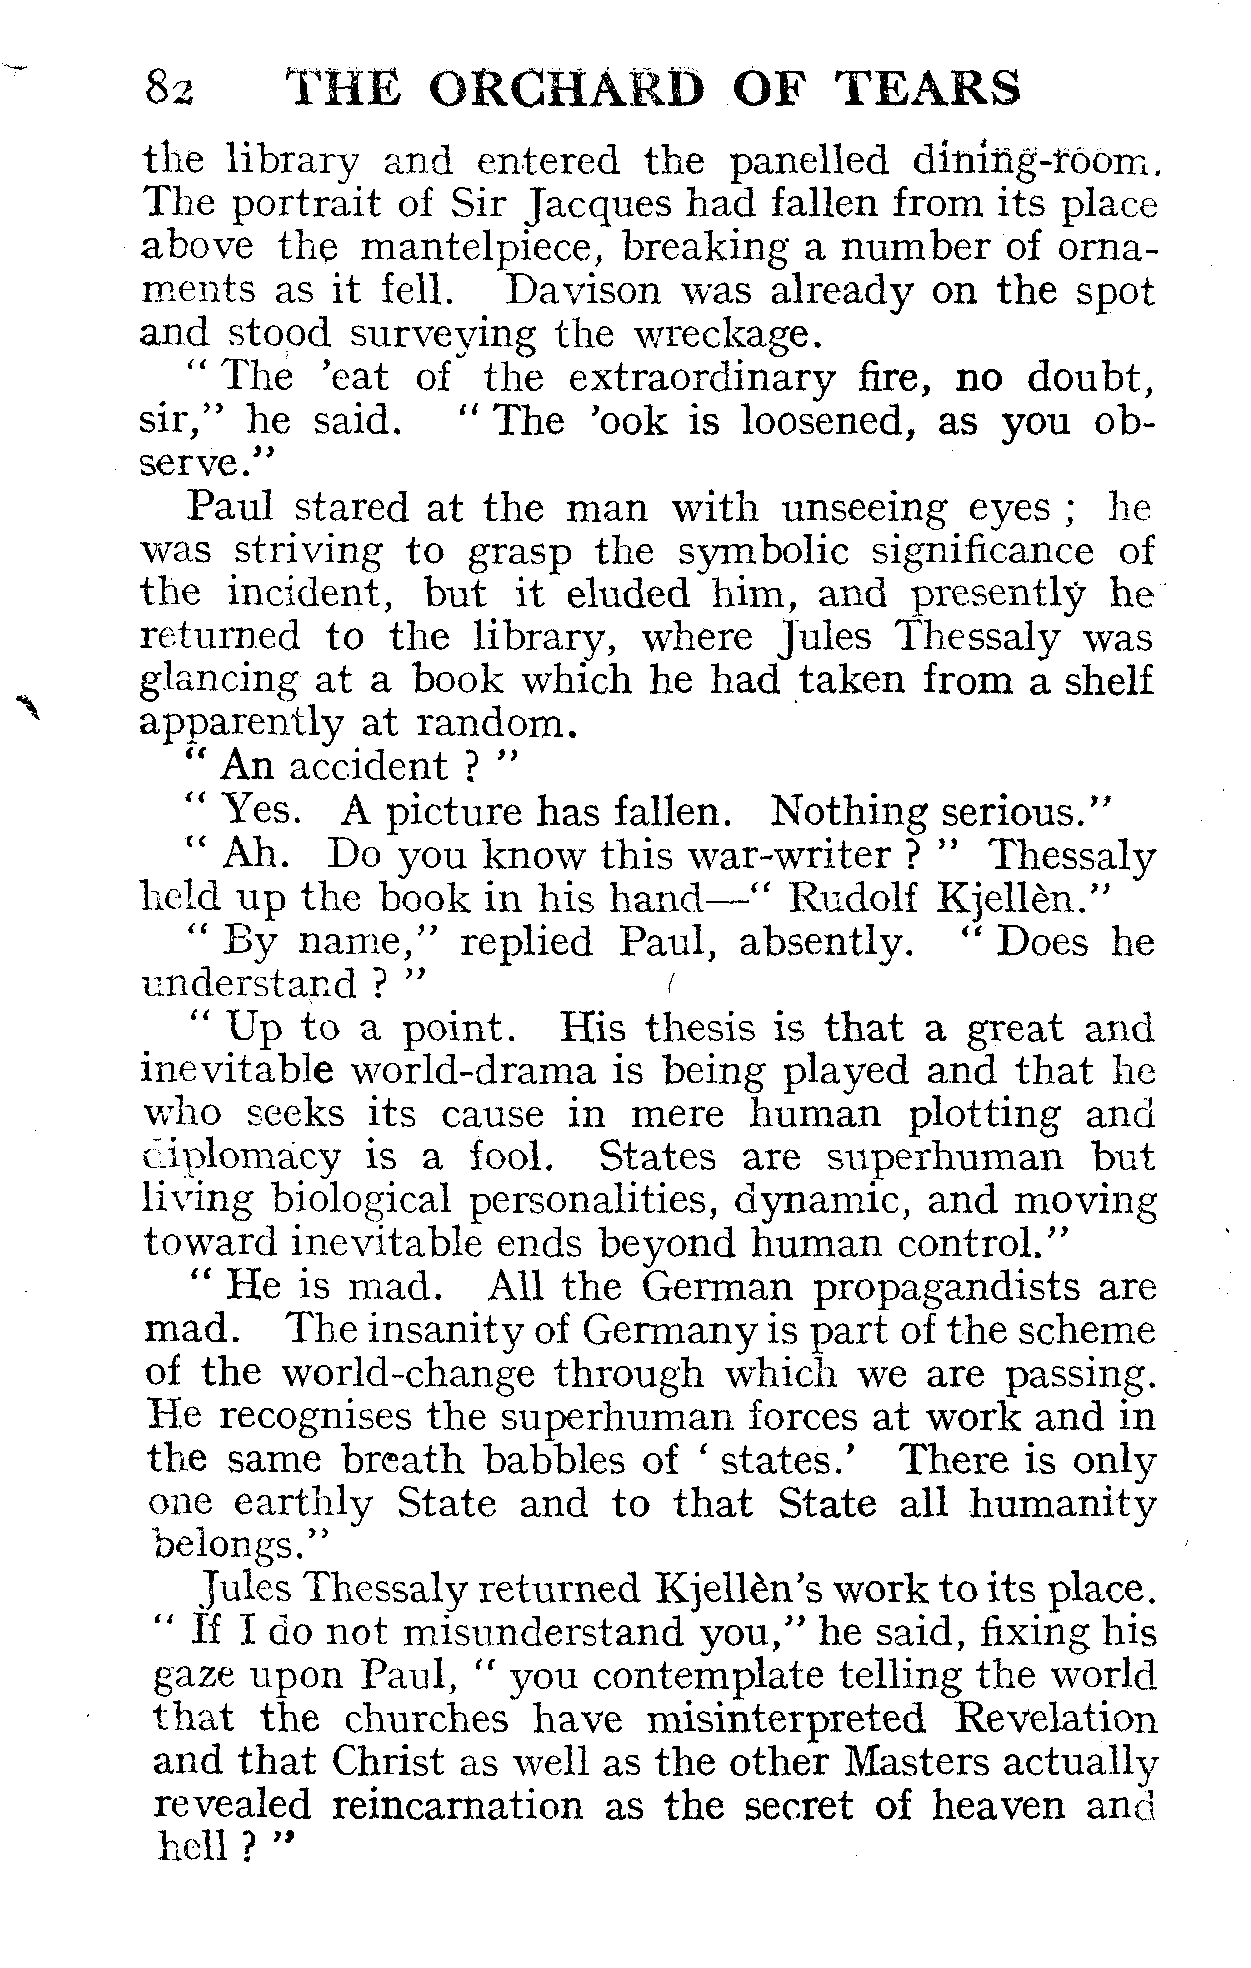 82 THE ORCHARD OF TEARS
the library and entered the panelled dining-room.
The portrait of Sir Jacques had fallen from its place
above the mantelpiece, breaking a number of orna-
ments as it fell. Davison was already on the spot
and stood surveying the wreckage.
" The 'eat of the extraordinary fire, no doubt,
sir," he said. " The 'ook is loosened, as you ob-
serve."
Paul stared at the man with unseeing eyes ; he
was striving to grasp the symbolic significance of
the incident, but it eluded him, and presently he
returned to the library, where Jules Thessaly was
glancing at a book which he had taken from a shelf
apparently at random.
" An accident ? "
" Yes. A picture has fallen. Nothing serious."
" Ah. Do you know this war-writer ? " Thessaly
held up the book in his hand—" Rudolf Kjellèn."
" By name," replied Paul, absently. " Does he
understand ? "
" Up to a point. His thesis is that a great and
inevitable world-drama is being played and that he
who seeks its cause in mere human plotting and
diplomacy is a fool. States are superhuman but
living biological personalities, dynamic, and moving
toward inevitable ends beyond human control."
" He is mad. All the German propagandists are
mad. The insanity of Germany is part of the scheme
of the world-change through which we are passing.
He recognises the superhuman forces at work and in
the same breath babbles of ' states.' There is only
one earthly State and to that State all humanity
belongs."
Jules Thessaly returned Kjellèn's work to its place.
" If I do not misunderstand you," he said, fixing his
gaze upon Paul, " you contemplate telling the world
that the churches have misinterpreted Revelation
and that Christ as well as the other Masters actually
revealed reincarnation as the secret of heaven and
hell ? "